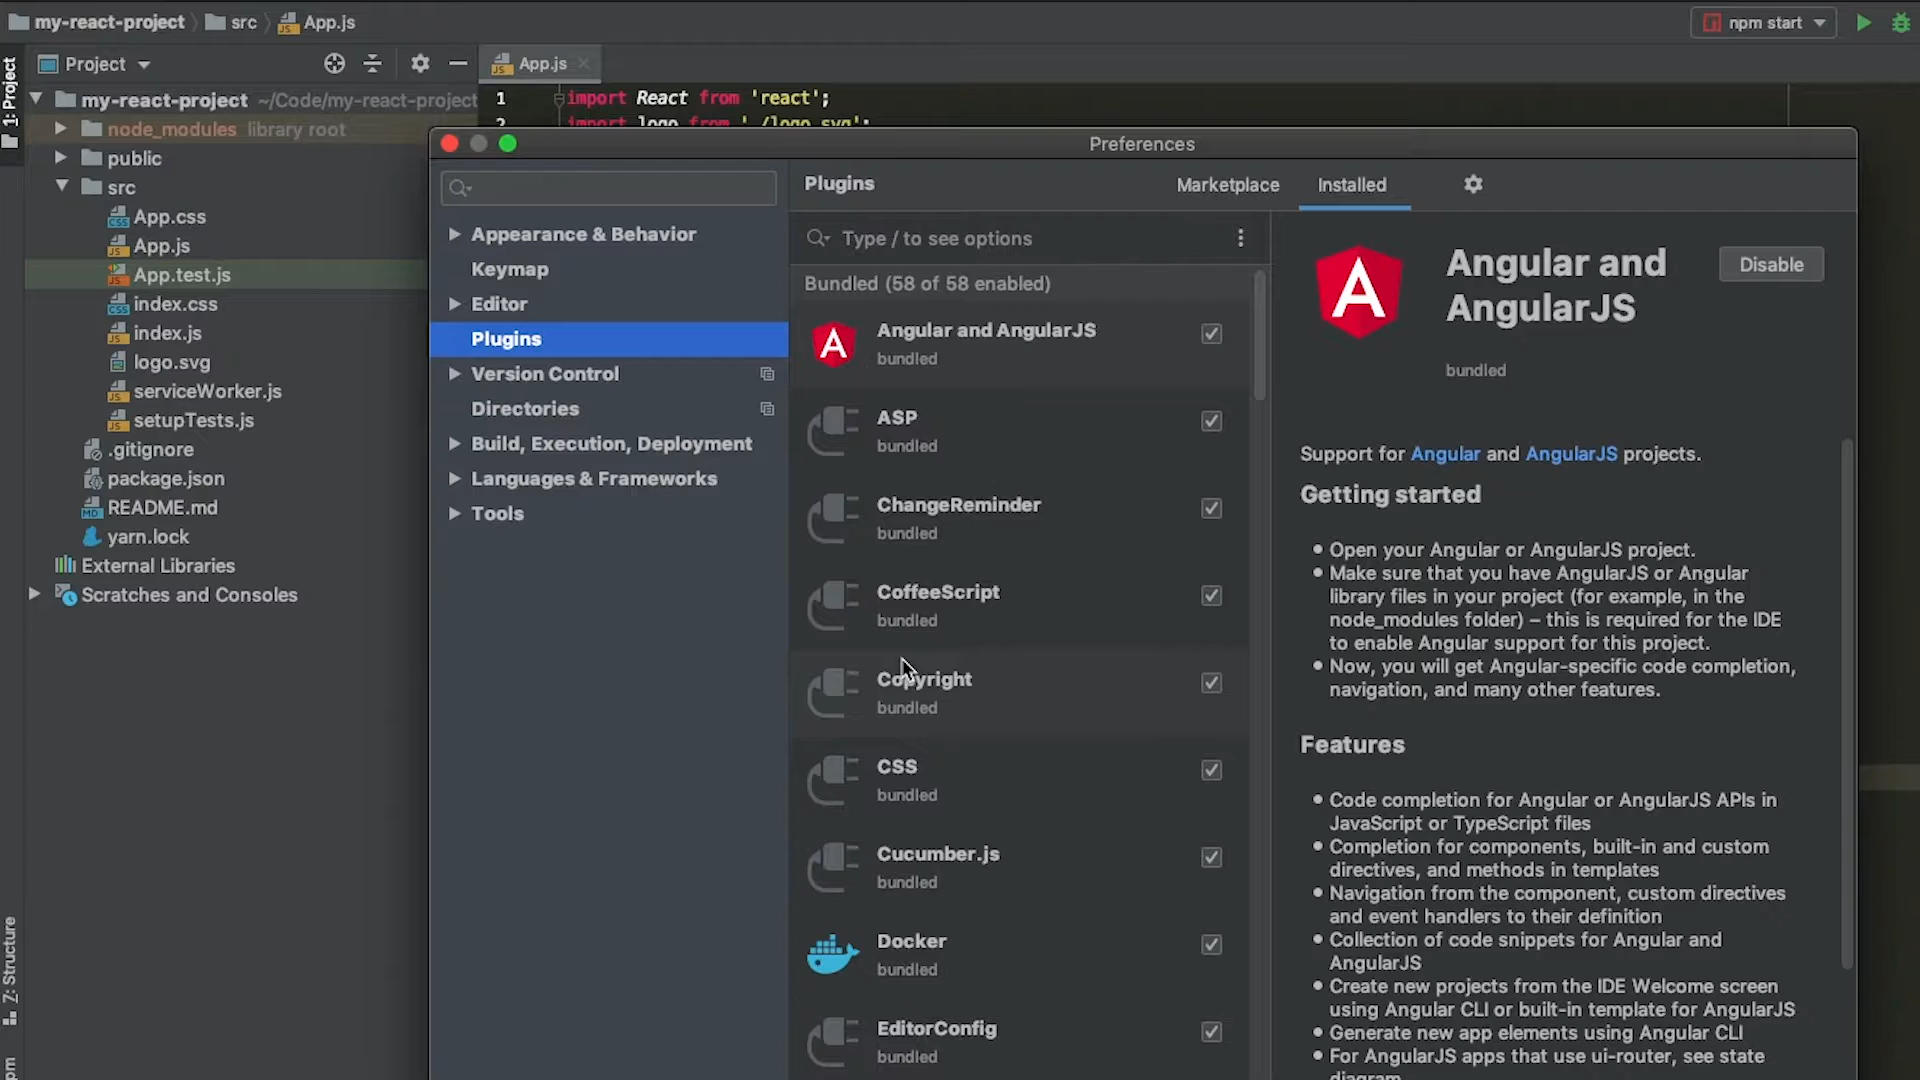 my-react-project
src
App.js
npm start
Project
App.js
1: Project
my-react-project ~/Code/my-react-project
node_modules library root
public
src
App.css
App.js
App.test.js
index.css
index.js
logo.svg
serviceWorker.js
setupTests.js
.gitignore
package.json
README.md
yarn.lock
External Libraries
Scratches and Consoles
7: Structure
1 import React from 'react';
2 import logo from './logo.svg';
Preferences
Appearance & Behavior
Keymap
Editor
Plugins
Version Control
Directories
Build, Execution, Deployment
Languages & Frameworks
Tools
Plugins
Marketplace
Installed
Type / to see options
Bundled (58 of 58 enabled)
Angular and AngularJS
bundled
ASP
bundled
ChangeReminder
bundled
CoffeeScript
bundled
Copyright
bundled
CSS
bundled
Cucumber.js
bundled
Docker
bundled
EditorConfig
bundled
Angular and
AngularJS
Disable
bundled
Support for Angular and AngularJS projects.
Getting started
• Open your Angular or AngularJS project.
• Make sure that you have AngularJS or Angular
library files in your project (for example, in the
node_modules folder) – this is required for the IDE
to enable Angular support for this project.
• Now, you will get Angular-specific code completion,
navigation, and many other features.
Features
• Code completion for Angular or AngularJS APIs in
JavaScript or TypeScript files
• Completion for components, built-in and custom
directives, and methods in templates
• Navigation from the component, custom directives
and event handlers to their definition
• Collection of code snippets for Angular and
AngularJS
• Create new projects from the IDE Welcome screen
using Angular CLI or built-in template for AngularJS
• Generate new app elements using Angular CLI
• For AngularJS apps that use ui-router, see state
diagram